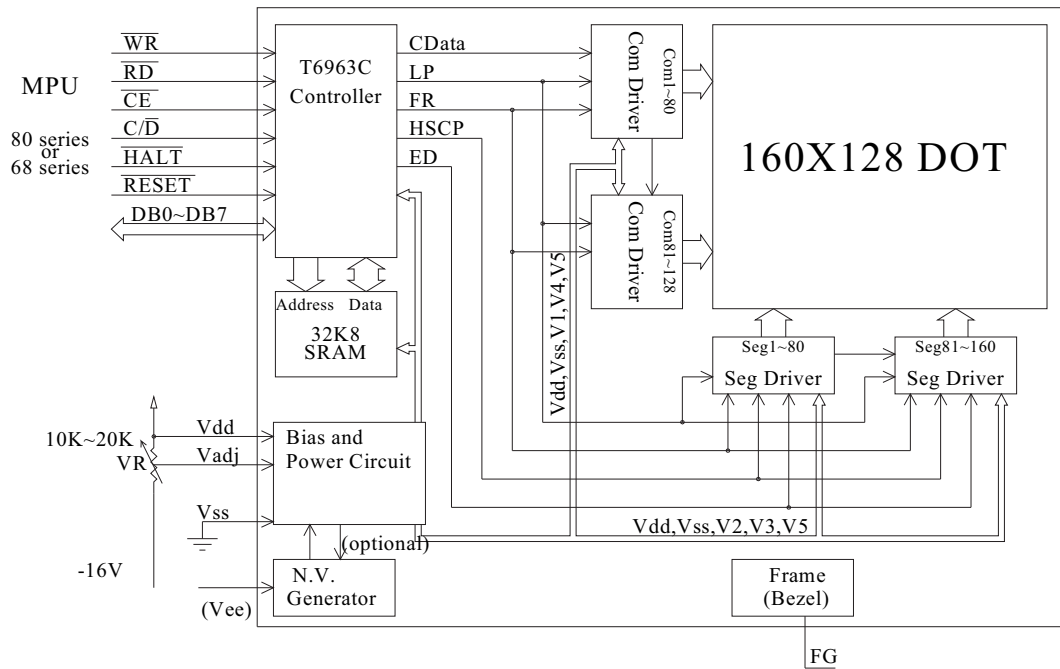 MPU
80 series
or
68 series
WR
RD
CE
C/D
HALT
RESET
DB0~DB7
T6963C
Controller
CData
LP
FR
HSCP
ED
Com Driver
Com1~80
Com Driver
Com81~128
160X128 DOT
Address
Data
32K8
SRAM
Vdd,Vss,V1,V4,V5
Seg1~80
Seg Driver
Seg81~160
Seg Driver
10K~20K
VR
Vdd
Vadj
Vss
Bias and
Power Circuit
Vdd,Vss,V2,V3,V5
(optional)
-16V
(Vee)
N.V.
Generator
Frame
(Bezel)
FG